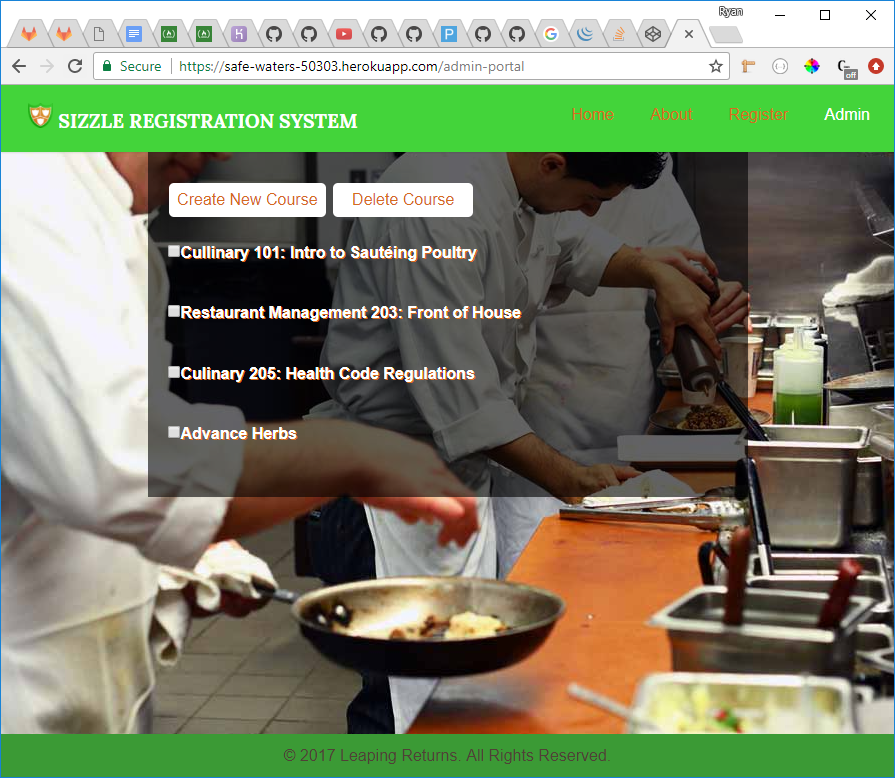 Ryan
Secure https://safe-waters-50303.herokuapp.com/admin-portal
off
SIZZLE REGISTRATION SYSTEM
Home About Register Admin
Create New Course Delete Course
Cullinary 101: Intro to Sautéing Poultry
Restaurant Management 203: Front of House
Culinary 205: Health Code Regulations
Advance Herbs
© 2017 Leaping Returns. All Rights Reserved.